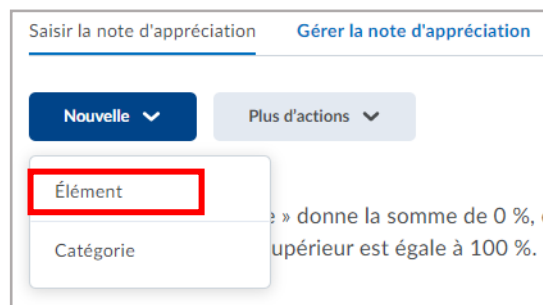 Saisir la note d'appréciation Gérer la note d'appréciation
Nouvelle Plus d'actions
Élément
» donne la somme de 0 %,
Catégorie
upérieur est égale à 100 %.